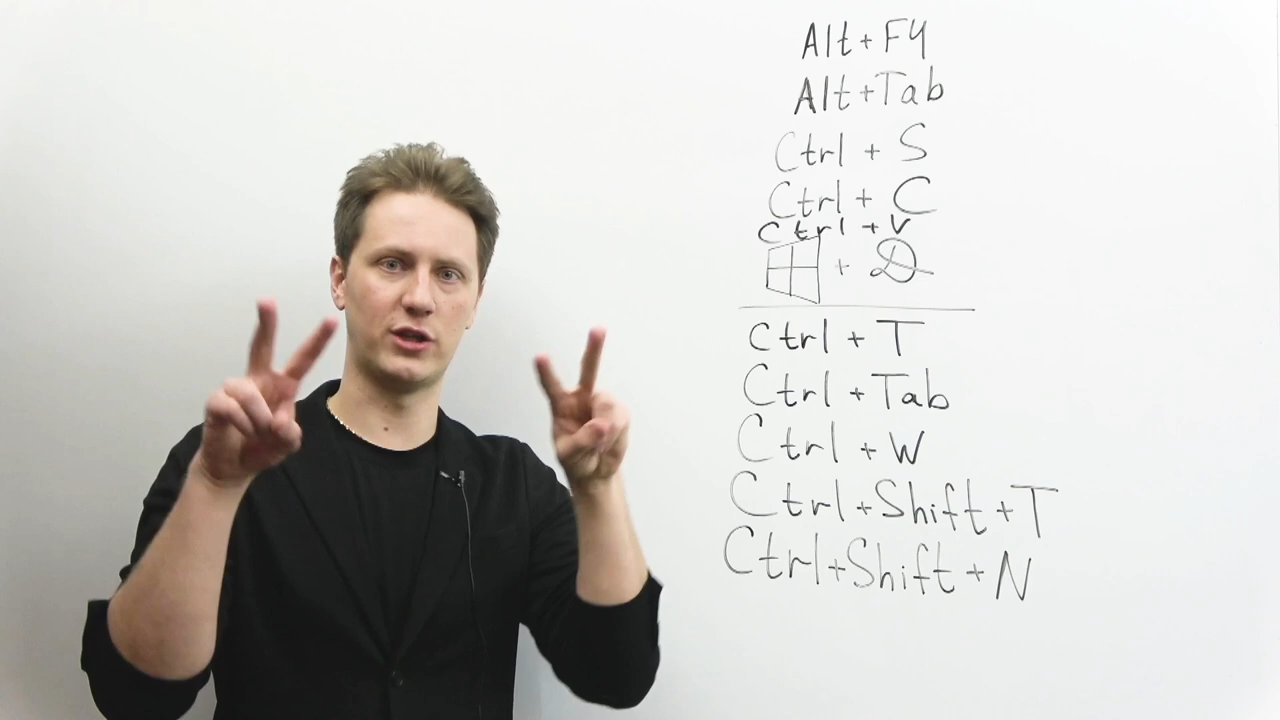 Alt+F4
Alt+Tab
Ctrl + S
Ctrl + C
Ctrl + V
+ D
Ctrl + T
Ctrl + Tab
Ctrl + W
Ctrl+Shift+T
Ctrl+Shift+N